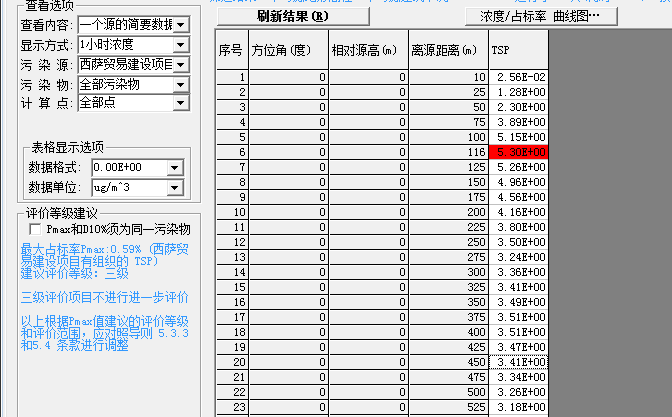 查看选项
查看内容: 一个源的简要数据
显示方式: 1小时浓度
污 染 源: 西萨贸易建设项目
污 染 物: 全部污染物
计 算 点: 全部点
表格显示选项
数据格式: 0.00E+00
数据单位: ug/m^3
评价等级建议
Pmax和D10%须为同一污染物
最大占标率Pmax:0.59% (西萨贸
易建设项目有组织的 TSP)
建议评价等级: 三级
三级评价项目不进行进一步评价
以上根据Pmax值建议的评价等级
和评价范围，应对照导则 5.3.3
和5.4 条款进行调整
刷新结果(R)
浓度/占标率 曲线图…
序号 方位角(度) 相对源高(m) 离源距离(m) TSP
1 0 0 10 2.56E-02
2 0 0 25 1.28E+00
3 0 0 50 2.30E+00
4 0 0 75 3.89E+00
5 0 0 100 5.15E+00
6 0 0 116 5.30E+00
7 0 0 125 5.26E+00
8 0 0 150 4.96E+00
9 0 0 175 4.56E+00
10 0 0 200 4.16E+00
11 0 0 225 3.80E+00
12 0 0 250 3.50E+00
13 0 0 275 3.24E+00
14 0 0 300 3.36E+00
15 0 0 325 3.41E+00
16 0 0 350 3.49E+00
17 0 0 375 3.51E+00
18 0 0 400 3.51E+00
19 0 0 425 3.47E+00
20 0 0 450 3.41E+00
21 0 0 475 3.34E+00
22 0 0 500 3.26E+00
23 0 0 525 3.18E+00